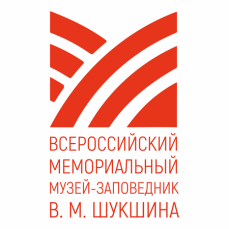 ВСЕРОССИЙСКИЙ
МЕМОРИАЛЬНЫЙ
МУЗЕЙ-ЗАПОВЕДНИК
В. М. ШУКШИНА